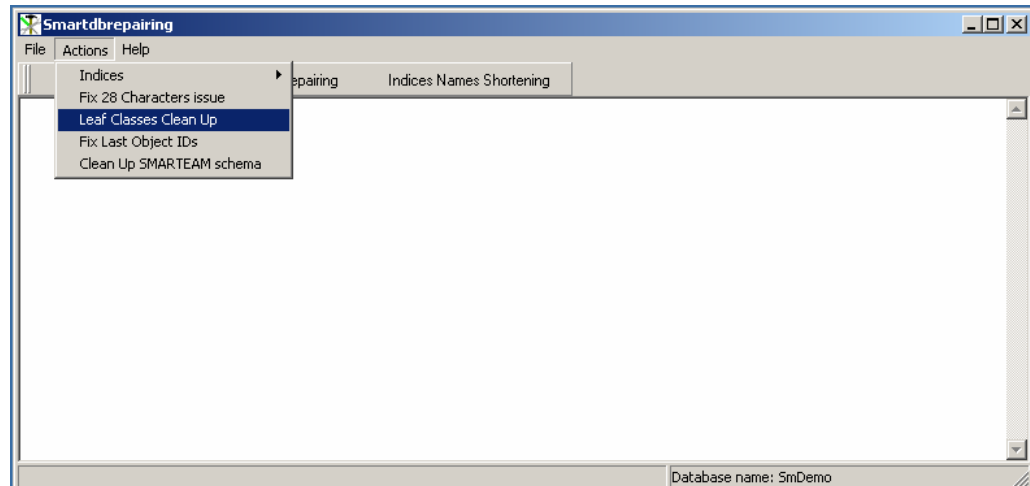 Smartdbrepairing
File Actions Help
Indices
epairing Indices Names Shortening
Fix 28 Characters issue
Leaf Classes Clean Up
Fix Last Object IDs
Clean Up SMARTEAM schema
Database name: SmDemo